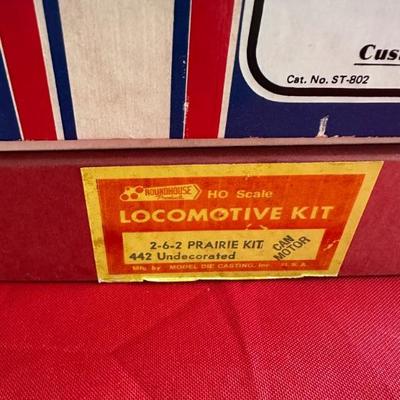 Cus
Cat. No. ST-802
ROUNDHOUSE Products HO Scale
LOCOMOTIVE KIT
2-6-2 PRAIRIE KIT
442 Undecorated
CAN MOTOR
Mfg. by MODEL DIE CASTING, Inc. U.S.A.